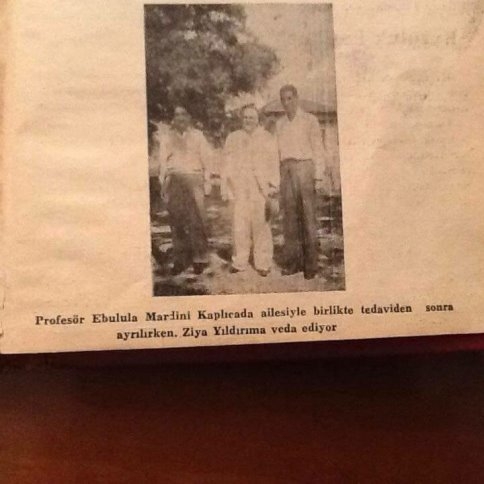 Profesör Ebulula Mardini Kaplıcada ailesiyle birlikte tedaviden sonra
ayrılırken. Ziya Yıldırıma veda ediyor